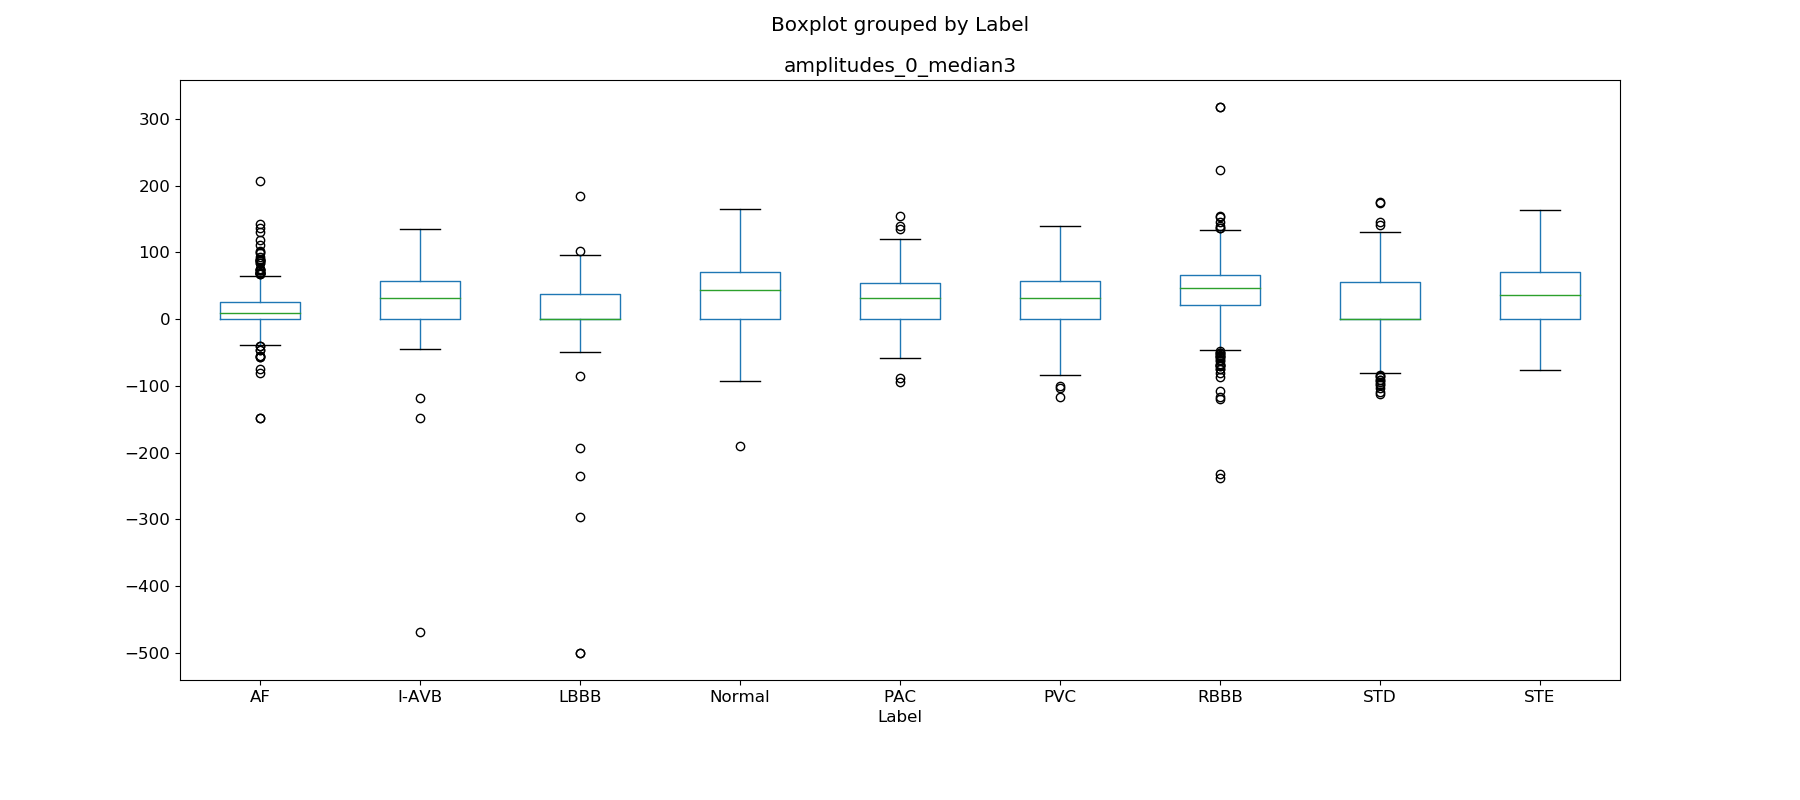 Boxplot grouped by Label
amplitudes_0_median3
300
200
100
0
−100
−200
−300
−400
−500
AF I-AVB LBBB Normal PAC PVC RBBB STD STE
Label